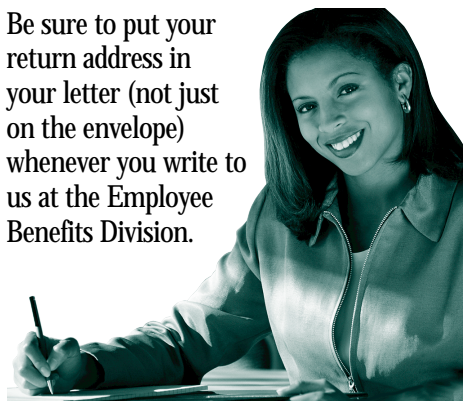 Be sure to put your
return address in
your letter (not just
on the envelope)
whenever you write to
us at the Employee
Benefits Division.